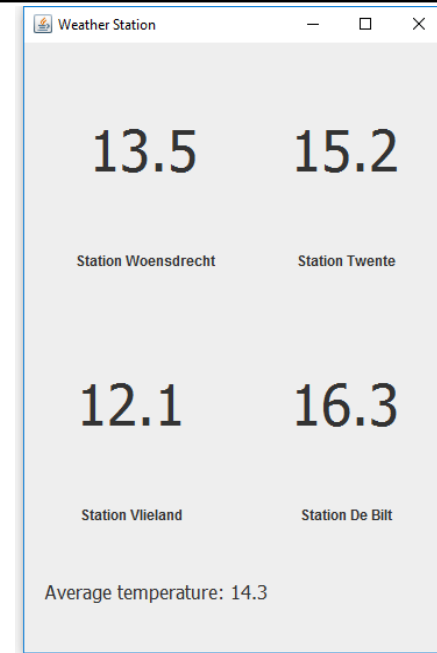 Weather Station
13.5 15.2
Station Woensdrecht Station Twente
12.1 16.3
Station Vlieland Station De Bilt
Average temperature: 14.3